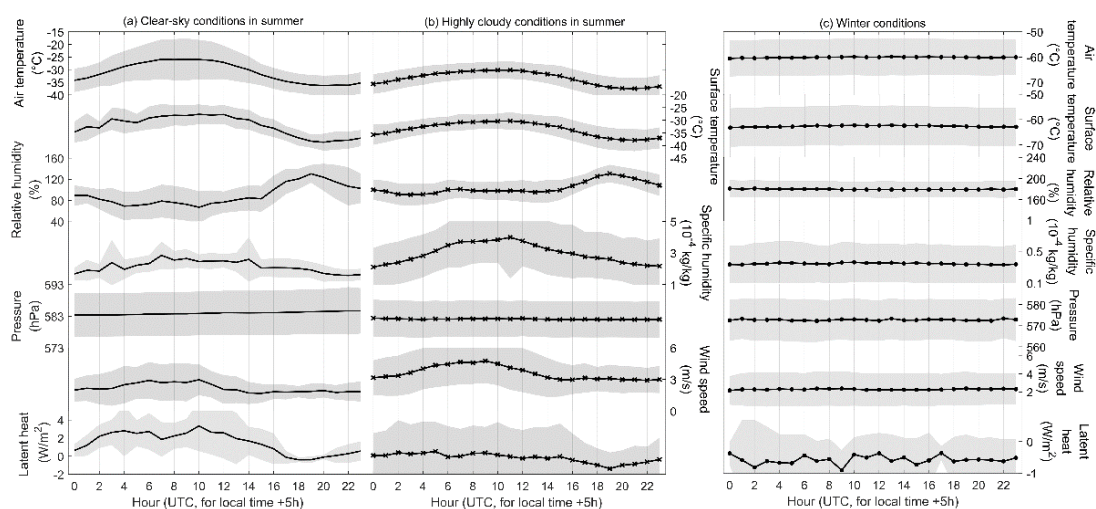 (a) Clear-sky conditions in summer
(b) Highly cloudy conditions in summer
(c) Winter conditions
Air temperature
(°C)
-15
-20
-25
-30
-35
-40
Relative humidity
(%)
160
120
80
40
Pressure
(hPa)
593
583
573
Latent heat
(W/m²)
4
2
0
-2
0 2 4 6 8 10 12 14 16 18 20 22
Hour (UTC, for local time +5h)
Surface temperature
(°C)
-20
-25
-30
-35
-40
-45
Specific humidity
(10⁻⁴ kg/kg)
5
3
1
Wind speed
(m/s)
6
3
0
0 2 4 6 8 10 12 14 16 18 20 22
Hour (UTC, for local time +5h)
Air
temperature
(°C)
-50
-60
-70
Surface
temperature
(°C)
-50
-60
-70
Relative
humidity
(%)
240
200
160
Specific
humidity
(10⁻⁴ kg/kg)
1
0.5
0.1
Pressure
(hPa)
580
570
560
Wind
speed
(m/s)
6
4
2
Latent
heat
(W/m²)
0
-1
0 2 4 6 8 10 12 14 16 18 20 22
Hour (UTC, for local time +5h)